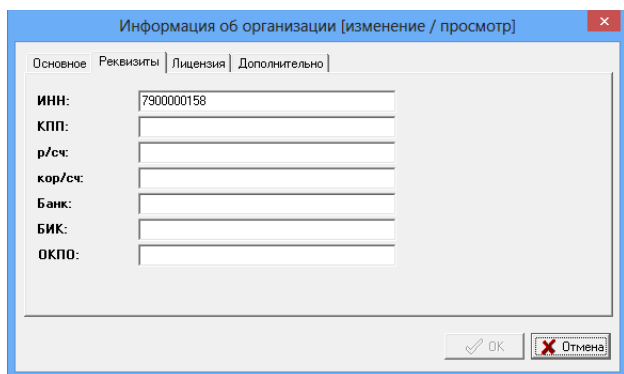 Информация об организации [изменение / просмотр]
Основное Реквизиты Лицензия Дополнительно
ИНН: 7900000158
КПП:
р/сч:
кор/сч:
Банк:
БИК:
ОКПО:
OK Отмена